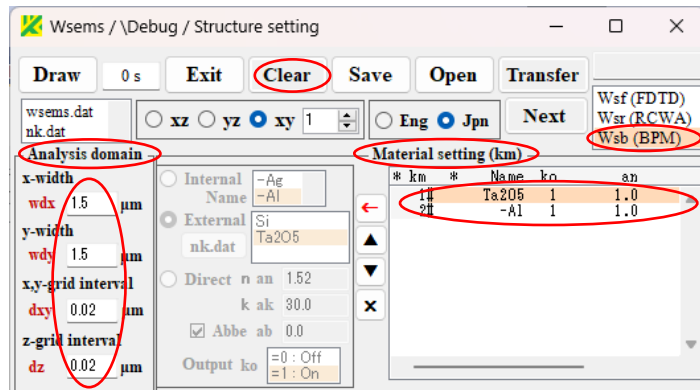 Wsems / \Debug / Structure setting
Draw 0 s Exit Clear Save Open Transfer
wsems.dat
nk.dat
xz yz xy 1
Eng Jpn
Next
Wsf (FDTD)
Wsr (RCWA)
Wsb (BPM)
Analysis domain
x-width
wdx 1.5 μm
y-width
wdy 1.5 μm
x,y-grid interval
dxy 0.02 μm
z-grid interval
dz 0.02 μm
Internal Name
-Ag
-Al
External
nk.dat
Si
Ta2O5
Direct n an 1.52
k ak 30.0
Abbe ab 0.0
Output ko
=0 : Off
=1 : On
←
▲
▼
x
Material setting (km)
* km * Name ko an
1# Ta2O5 1 1.0
2# -Al 1 1.0